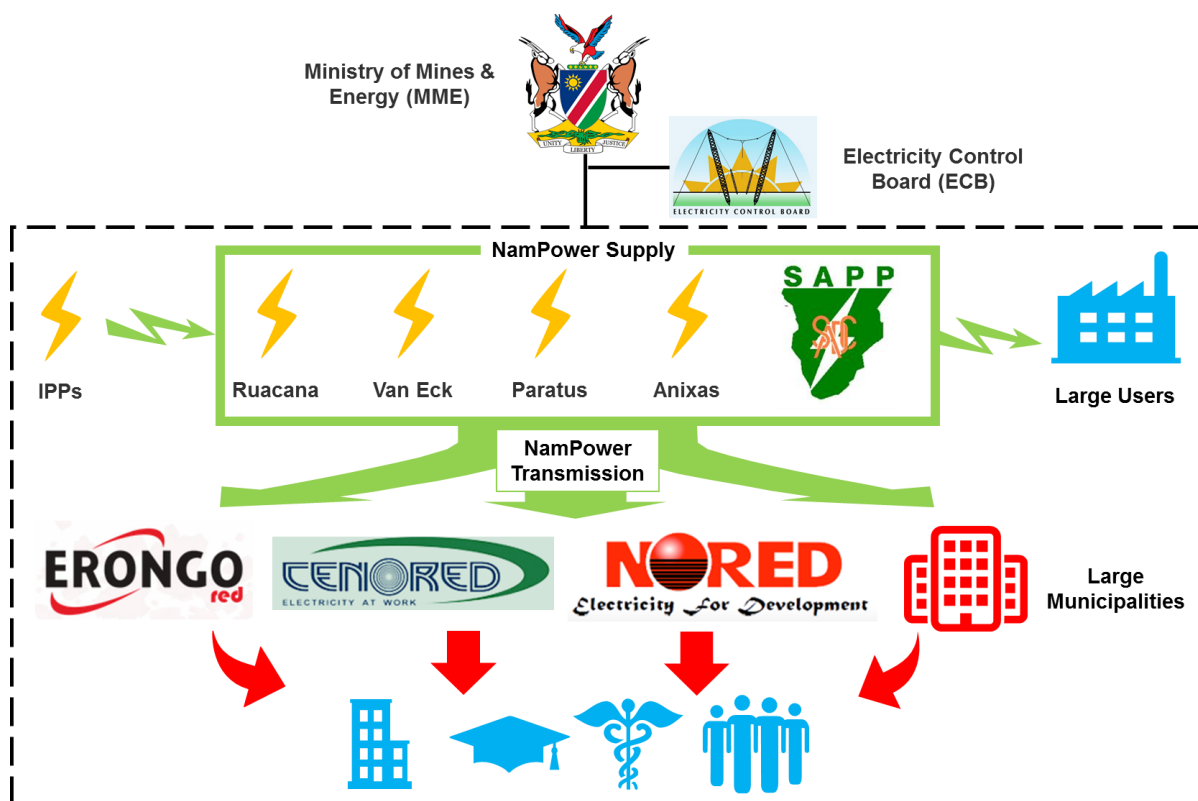 Ministry of Mines &
Energy (MME)
UNITY LIBERTY JUSTICE
ELECTRICITY CONTROL BOARD
Electricity Control
Board (ECB)
NamPower Supply
IPPs
Ruacana
Van Eck
Paratus
Anixas
SAPP
SADC
Large Users
NamPower
Transmission
ERONGO
red
CENORED
ELECTRICITY AT WORK
NORED
Electricity For Development
Large
Municipalities